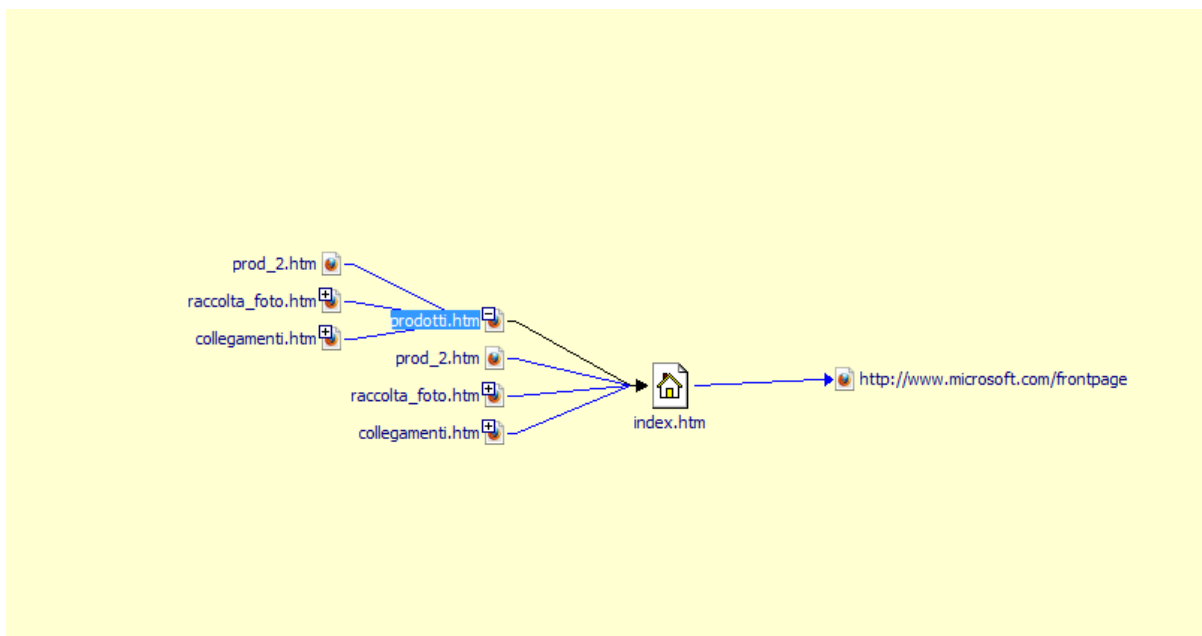 prod_2.htm
raccolta_foto.htm
collegamenti.htm
prodotti.htm
prod_2.htm
raccolta_foto.htm
collegamenti.htm
index.htm
http://www.microsoft.com/frontpage